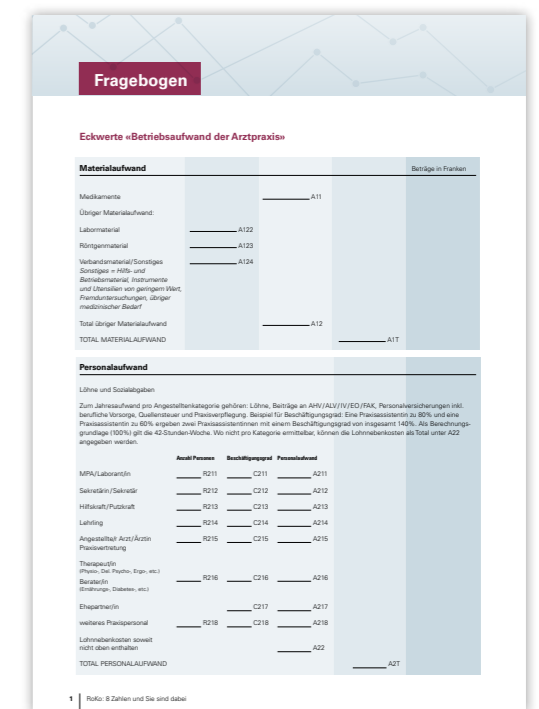 Fragebogen
Eckwerte «Betriebsaufwand der Arztpraxis»
Materialaufwand Beträge in Franken
Medikamente A11
Übriger Materialaufwand:
Labormaterial A122
Röntgenmaterial A123
Verbandsmaterial/Sonstiges A124
Sonstiges = Hilfs- und
Betriebsmaterial, Instrumente
und Utensilien von geringem Wert,
Fremduntersuchungen, übriger
medizinischer Bedarf
Total übriger Materialaufwand A12
TOTAL MATERIALAUFWAND A1T
Personalaufwand
Löhne und Sozialabgaben
Zum Jahresaufwand pro Angestelltenkategorie gehören: Löhne, Beiträge an AHV/ALV/IV/EO/FAK, Personalversicherungen inkl.
berufliche Vorsorge, Quellensteuer und Praxisverpflegung. Beispiel für Beschäftigungsgrad: Eine Praxisassistentin zu 80% und eine
Praxisassistentin zu 60% ergeben zwei Praxisassistentinnen mit einem Beschäftigungsgrad von insgesamt 140%. Als Berechnungs-
grundlage (100%) gilt die 42-Stunden-Woche. Wo nicht pro Kategorie ermittelbar, können die Lohnnebenkosten als Total unter A22
angegeben werden.
Anzahl Personen Beschäftigungsgrad Personalaufwand
MPA/Laborant/in R211 C211 A211
Sekretärin/Sekretär R212 C212 A212
Hilfskraft/Putzkraft R213 C213 A213
Lehrling R214 C214 A214
Angestellte/r Arzt/Ärztin R215 C215 A215
Praxisvertretung
Therapeut/in
(Physio-, Del. Psycho-, Ergo-, etc.)
Berater/in R216 C216 A216
(Ernährungs-, Diabetes-, etc.)
Ehepartner/in C217 A217
weiteres Praxispersonal R218 C218 A218
Lohnnebenkosten soweit
nicht oben enthalten A22
TOTAL PERSONALAUFWAND A2T
1 RoKo: 8 Zahlen und Sie sind dabei